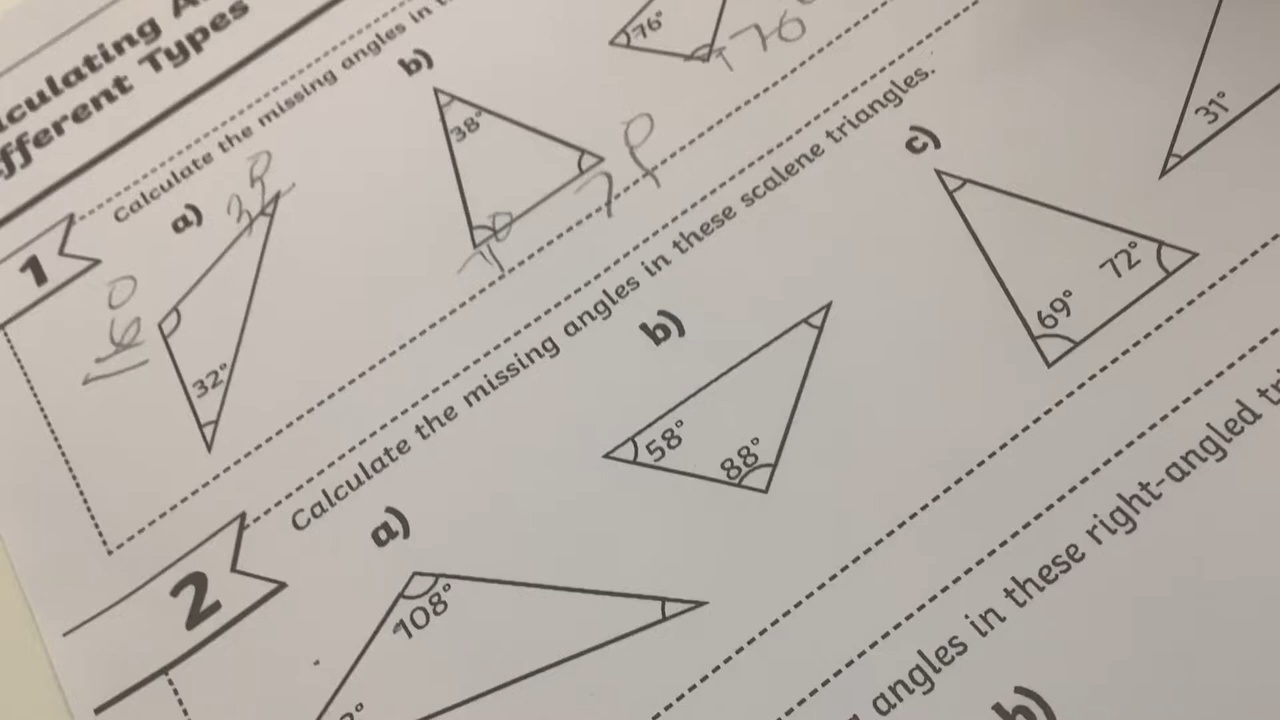 lculating A
fferent Types
1
Calculate the missing angles in t
a)
32°
b)
38°
76°
76
2
Calculate the missing angles in these scalene triangles.
a)
108°
b)
58°
88°
c)
69°
72°
31°
angles in these right-angled tr
b)